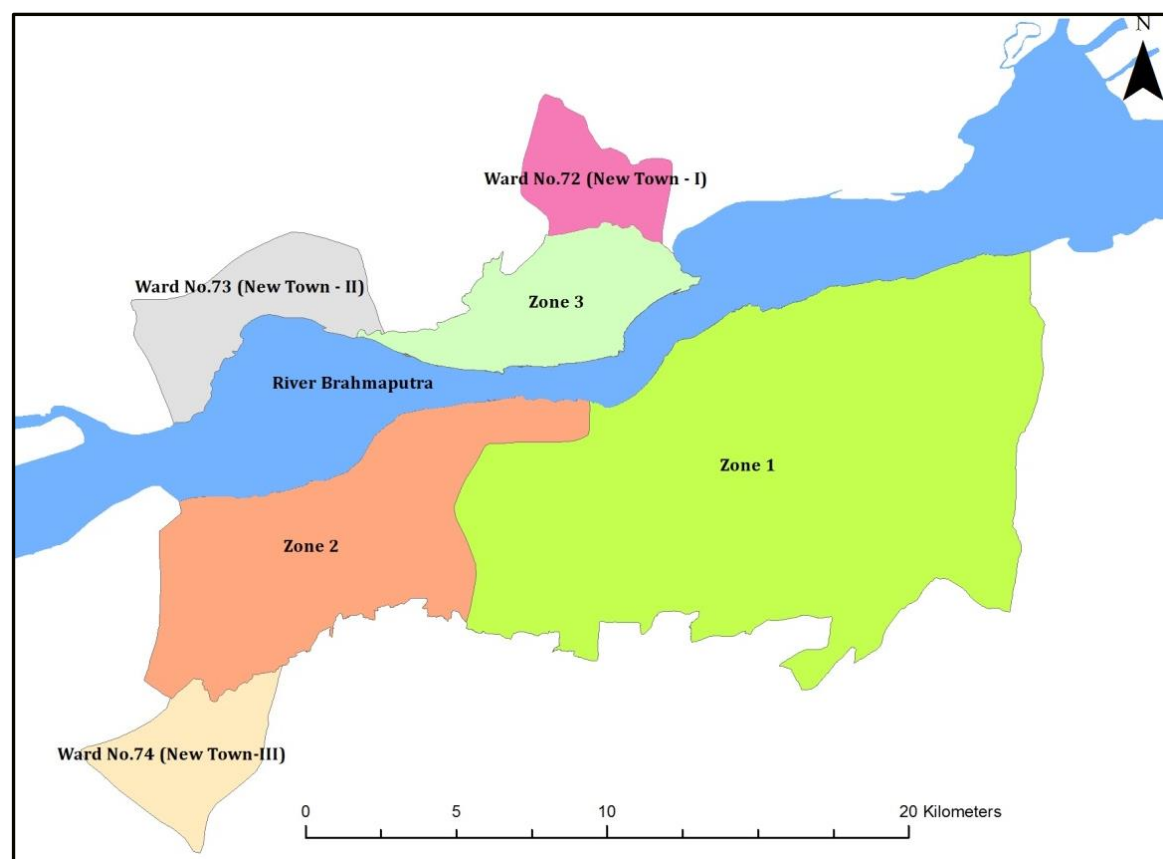 N
Ward No.72 (New Town - I)
Ward No.73 (New Town - II)
Zone 3
River Brahmaputra
Zone 1
Zone 2
Ward No.74 (New Town-III)
0 5 10 20 Kilometers